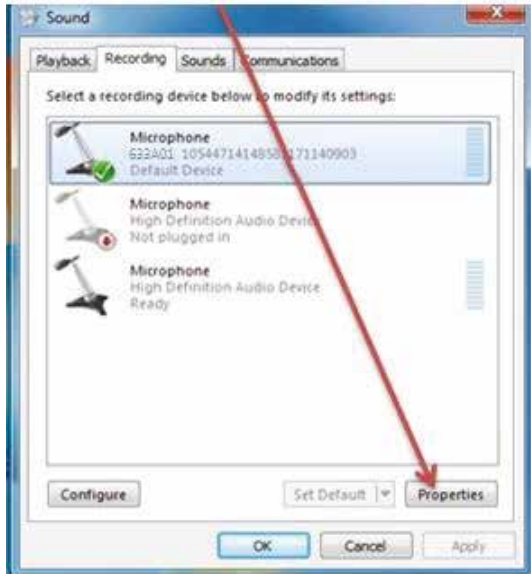 Sound
Playback Recording Sounds Communications
Select a recording device below to modify its settings:
Microphone
Default Device
Microphone
High Definition Audio Device
Not plugged in
Microphone
High Definition Audio Device
Ready
Configure Set Default Properties
OK Cancel Apply